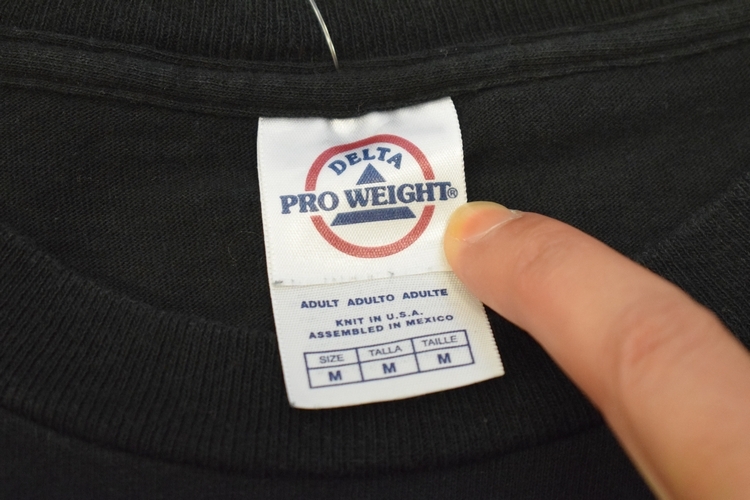 DELTA
PRO WEIGHT®
ADULT ADULTO ADULTE
KNIT IN U.S.A.
ASSEMBLED IN MEXICO
SIZE TALLA TAILLE
M M M